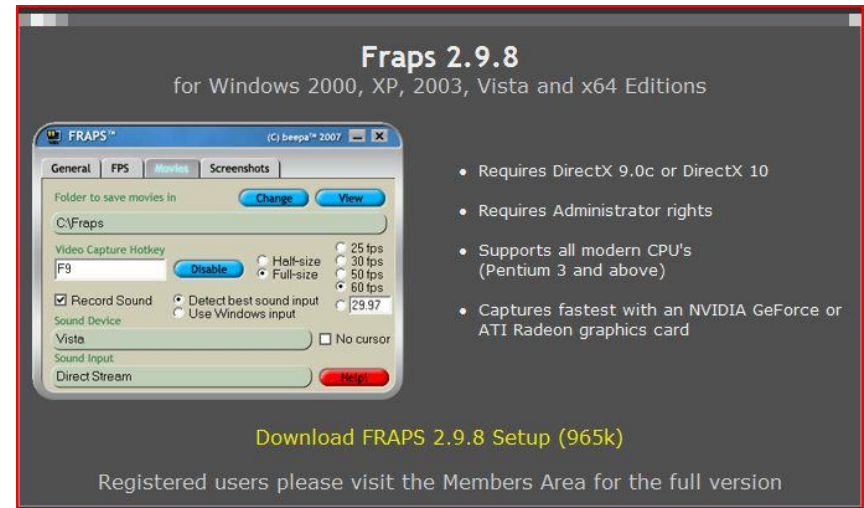 Fraps 2.9.8
for Windows 2000, XP, 2003, Vista and x64 Editions
FRAPS™ (C) beepa™ 2007
General FPS Movies Screenshots
Folder to save movies in Change View
C:\Fraps
Video Capture Hotkey
F9 Disable
Half-size
Full-size
25 fps
30 fps
50 fps
60 fps
29.97
Record Sound
Detect best sound input
Use Windows input
Sound Device
Vista No cursor
Sound Input
Direct Stream Help!
• Requires DirectX 9.0c or DirectX 10
• Requires Administrator rights
• Supports all modern CPU's
(Pentium 3 and above)
• Captures fastest with an NVIDIA GeForce or
ATI Radeon graphics card
Download FRAPS 2.9.8 Setup (965k)
Registered users please visit the Members Area for the full version